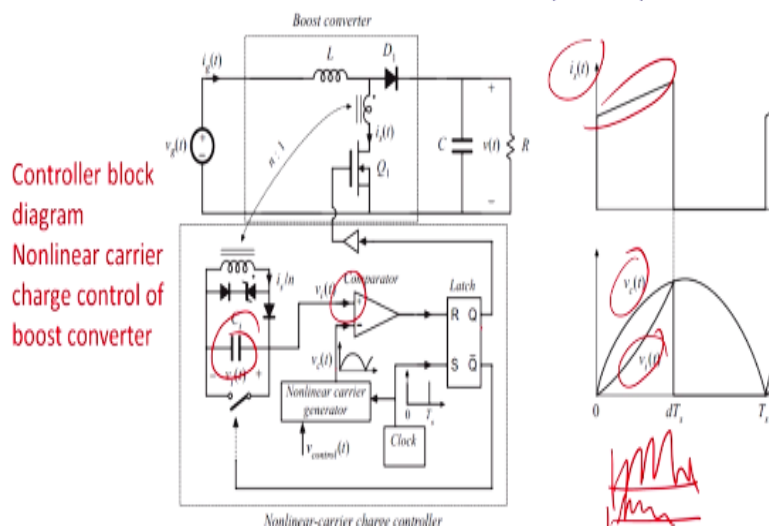 Boost converter
i_g(t)
L
D_1
i_s(t)
n : 1
v_g(t)
Q_1
C
v(t)
R
i_s(t)
Controller block
diagram
Nonlinear carrier
charge control of
boost converter
i_s/n
C_i
v_i(t)
v_i(t)
Comparator
Latch
R Q
S Q̄
v_c(t)
Nonlinear carrier
generator
0 T_s
Clock
v_control(t)
Nonlinear-carrier charge controller
v_c(t)
v_i(t)
0 dT_s T_s